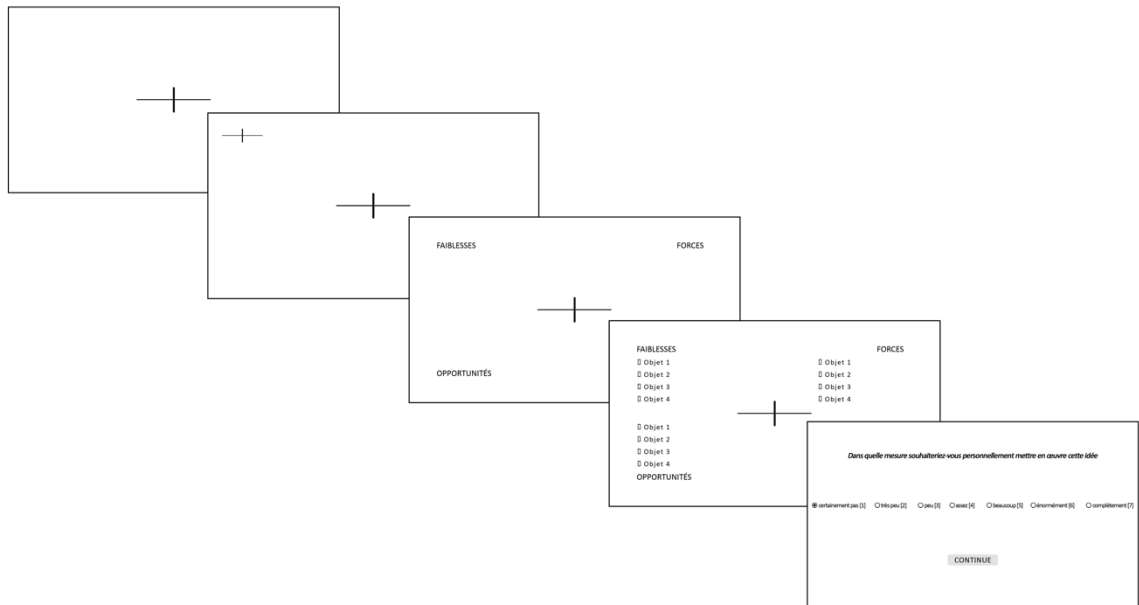 FAIBLESSES FORCES
OPPORTUNITÉS
FAIBLESSES FORCES
▯ Objet 1 ▯ Objet 1
▯ Objet 2 ▯ Objet 2
▯ Objet 3 ▯ Objet 3
▯ Objet 4 ▯ Objet 4
▯ Objet 1
▯ Objet 2
▯ Objet 3
▯ Objet 4
OPPORTUNITÉS
Dans quelle mesure souhaiteriez-vous personnellement mettre en œuvre cette idée
certainement pas [1] très peu [2] peu [3] assez [4] beaucoup [5] énormément [6] complètement [7]
CONTINUE